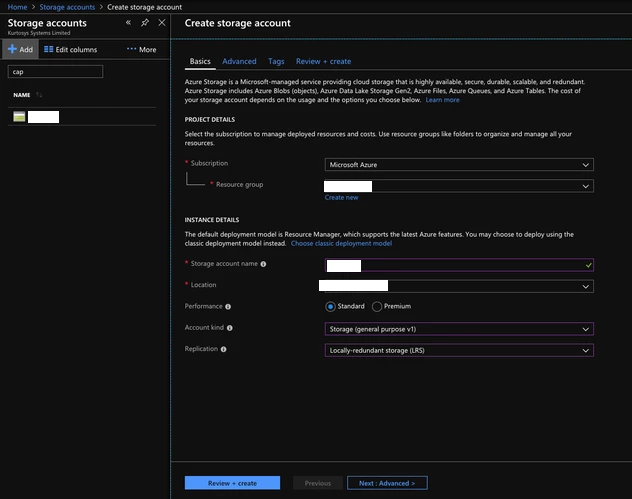 Home > Storage accounts > Create storage account
Storage accounts
Kurtosys Systems Limited
Add
Edit columns
More
cap
NAME
Create storage account
Basics Advanced Tags Review + create
Azure Storage is a Microsoft-managed service providing cloud storage that is highly available, secure, durable, scalable, and redundant.
Azure Storage includes Azure Blobs (objects), Azure Data Lake Storage Gen2, Azure Files, Azure Queues, and Azure Tables. The cost of
your storage account depends on the usage and the options you choose below. Learn more
PROJECT DETAILS
Select the subscription to manage deployed resources and costs. Use resource groups like folders to organize and manage all your
resources.
* Subscription
Microsoft Azure
* Resource group
Create new
INSTANCE DETAILS
The default deployment model is Resource Manager, which supports the latest Azure features. You may choose to deploy using the
classic deployment model instead. Choose classic deployment model
* Storage account name
* Location
Performance
Standard Premium
Account kind
Storage (general purpose v1)
Replication
Locally-redundant storage (LRS)
Review + create
Previous
Next : Advanced >